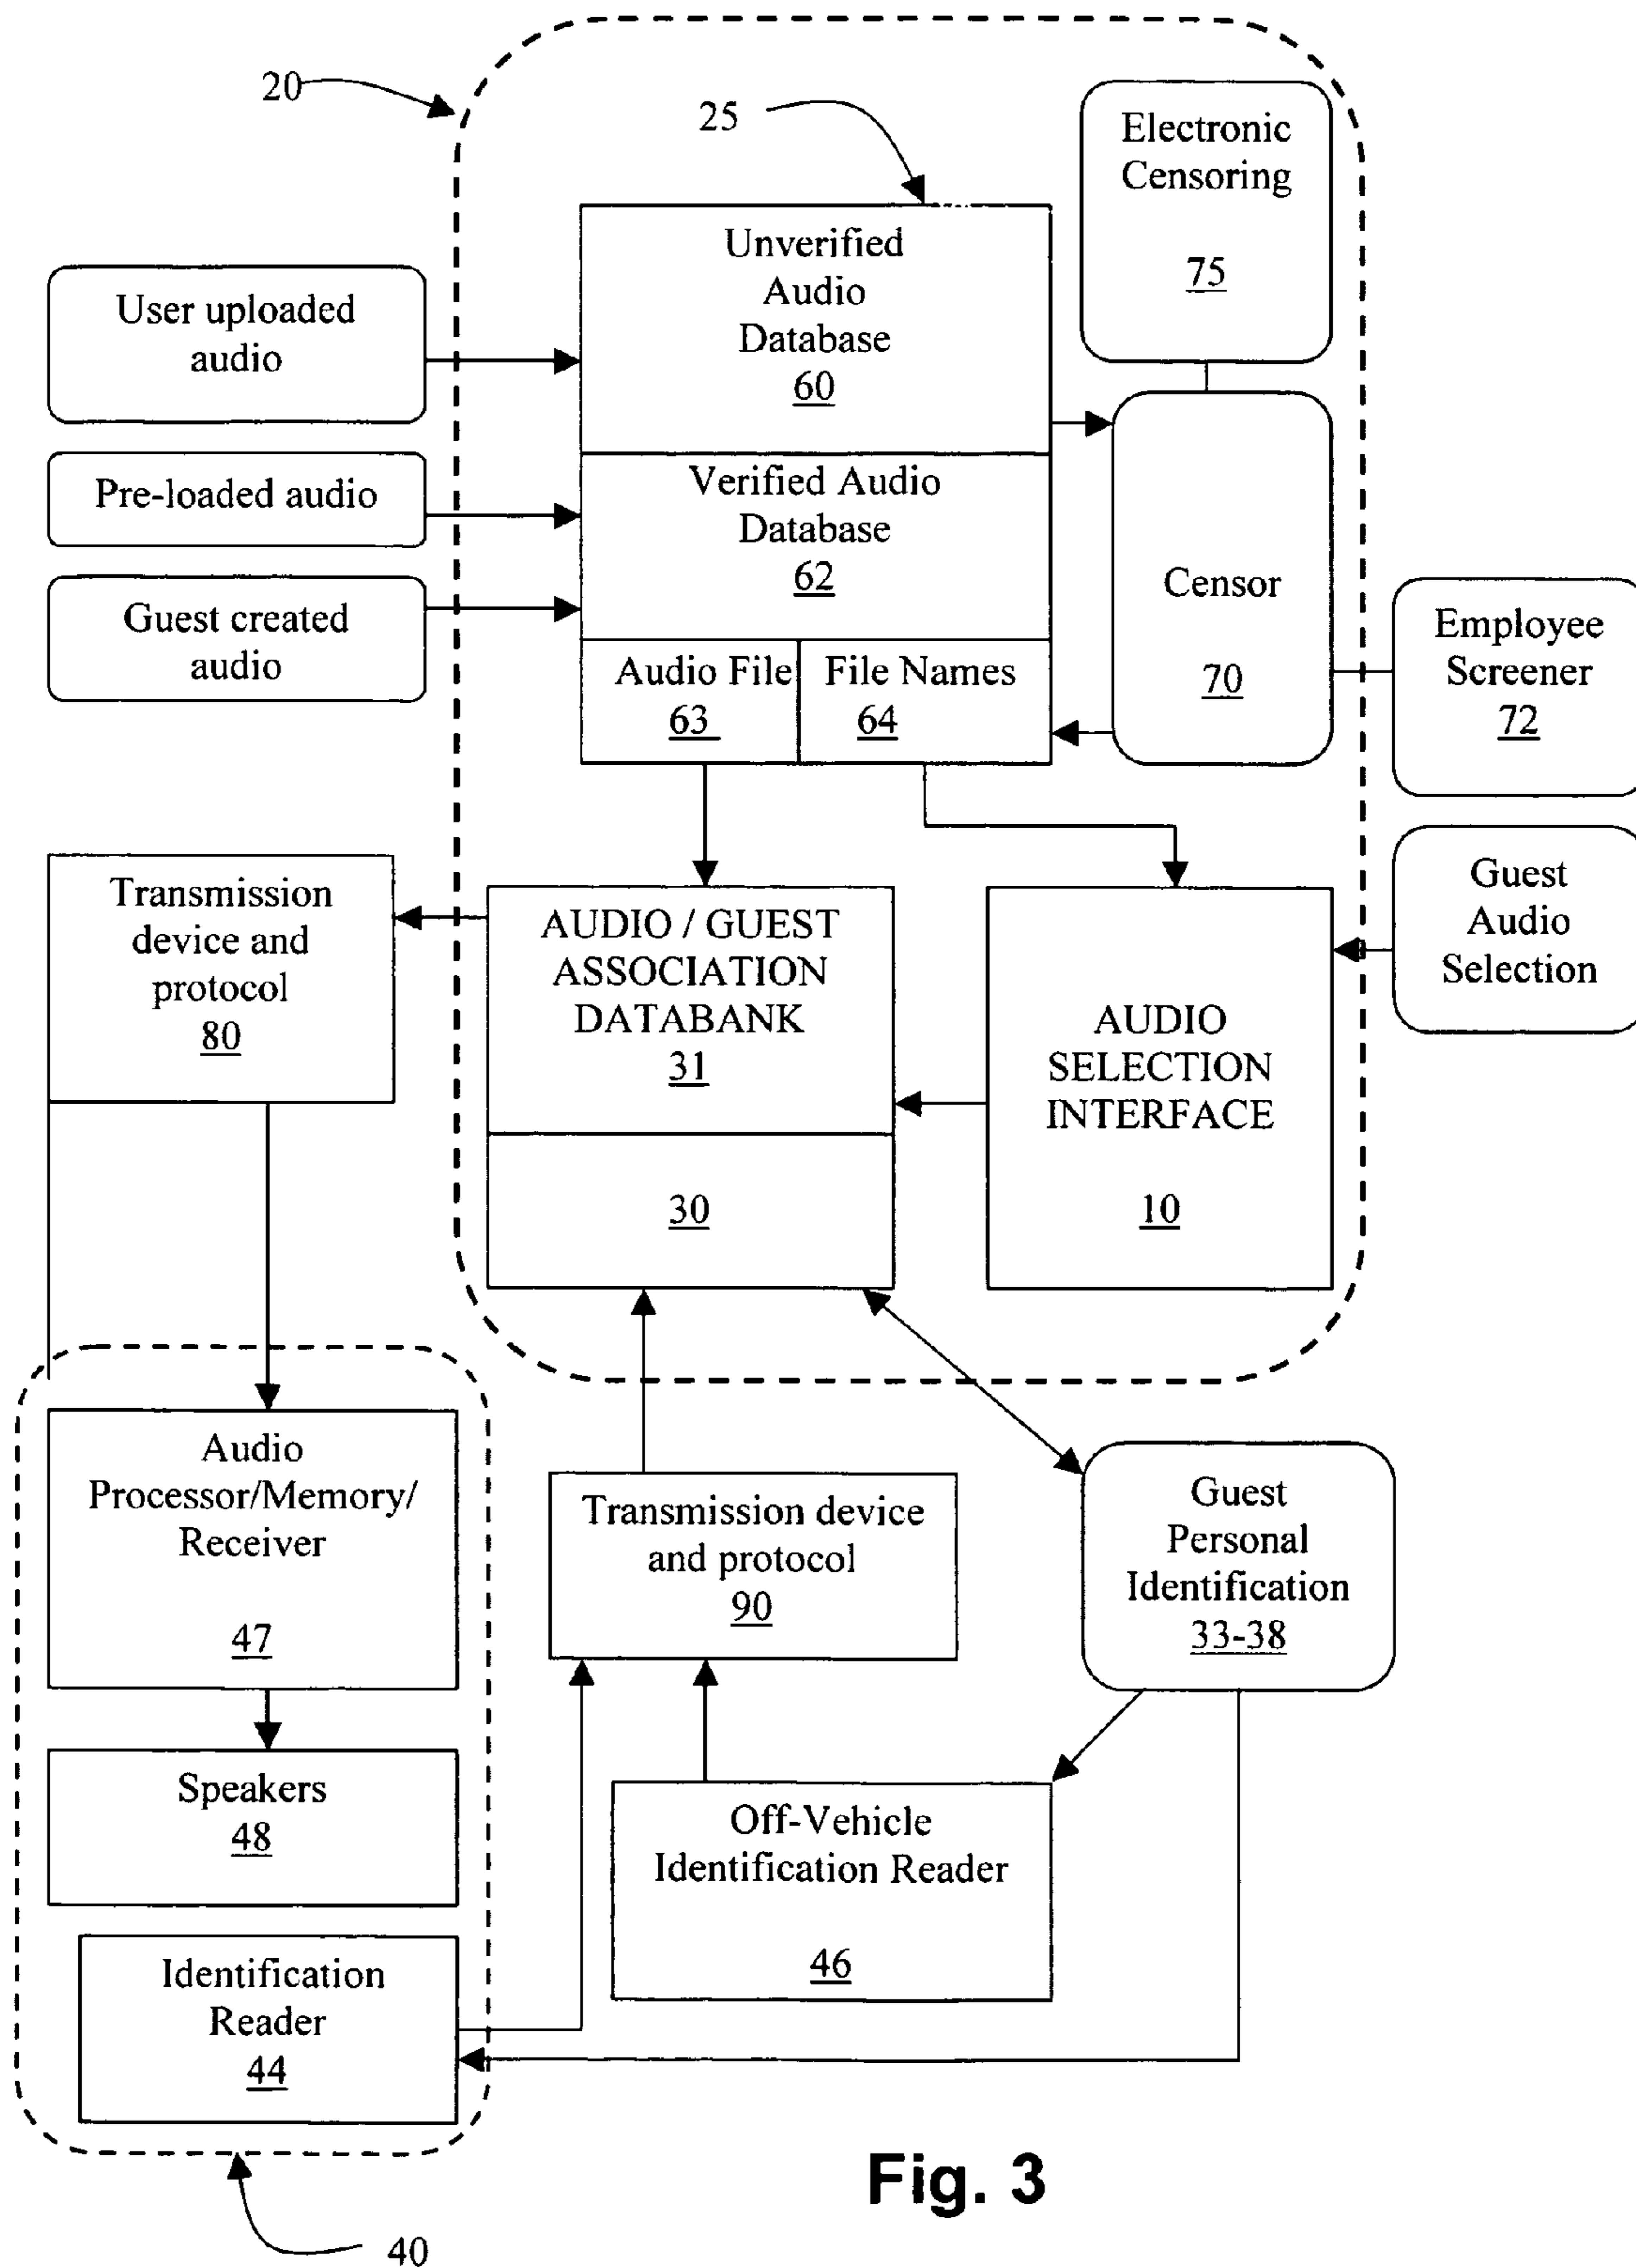 20
25
Electronic
Censoring
75
Unverified
Audio
Database
60
User uploaded
audio
Pre-loaded audio
Verified Audio
Database
62
Guest created
audio
Audio File
63
File Names
64
Censor
70
Employee
Screener
72
Guest
Audio
Selection
Transmission
device and
protocol
80
AUDIO / GUEST
ASSOCIATION
DATABANK
31
30
AUDIO
SELECTION
INTERFACE
10
Audio
Processor/Memory/
Receiver
47
Transmission device
and protocol
90
Guest
Personal
Identification
33-38
Speakers
48
Off-Vehicle
Identification Reader
46
Identification
Reader
44
40
Fig. 3